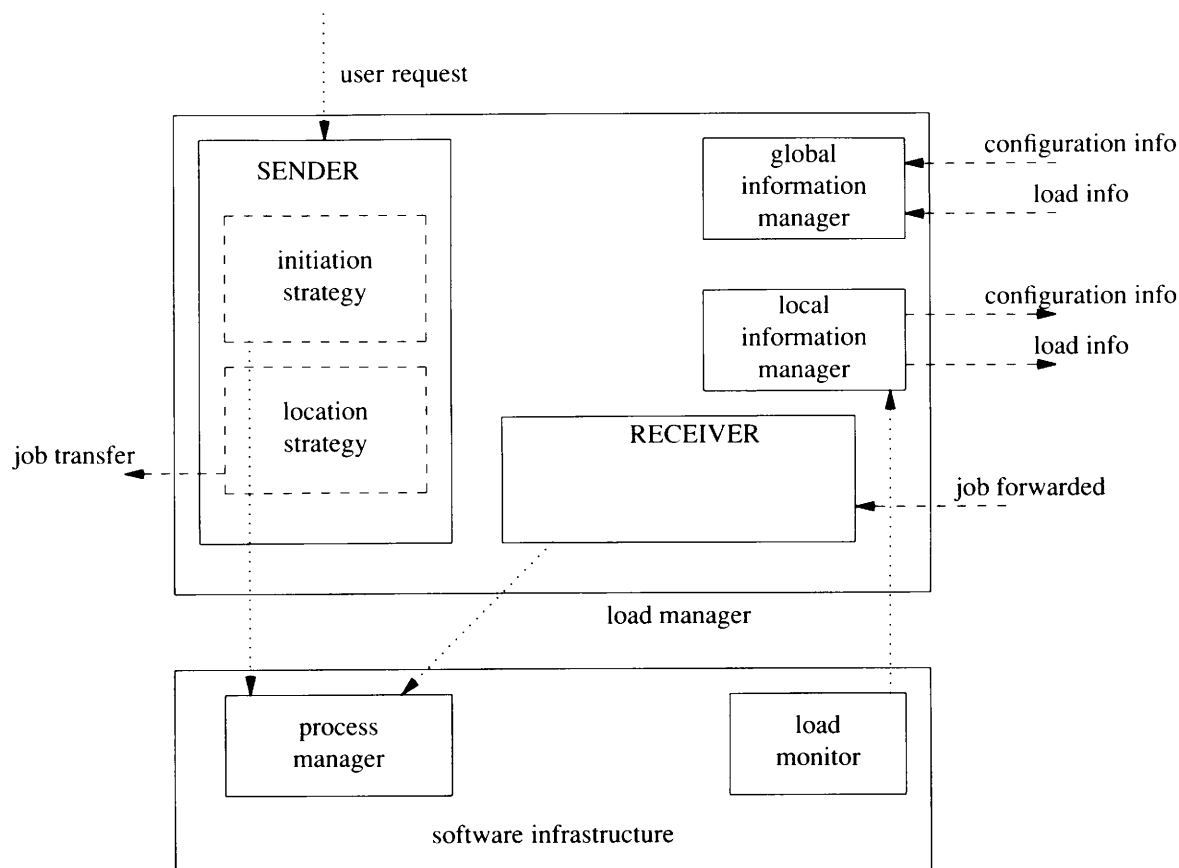 user request
SENDER
initiation
strategy
location
strategy
job transfer
global
information
manager
configuration info
load info
local
information
manager
configuration info
load info
RECEIVER
job forwarded
load manager
process
manager
load
monitor
software infrastructure